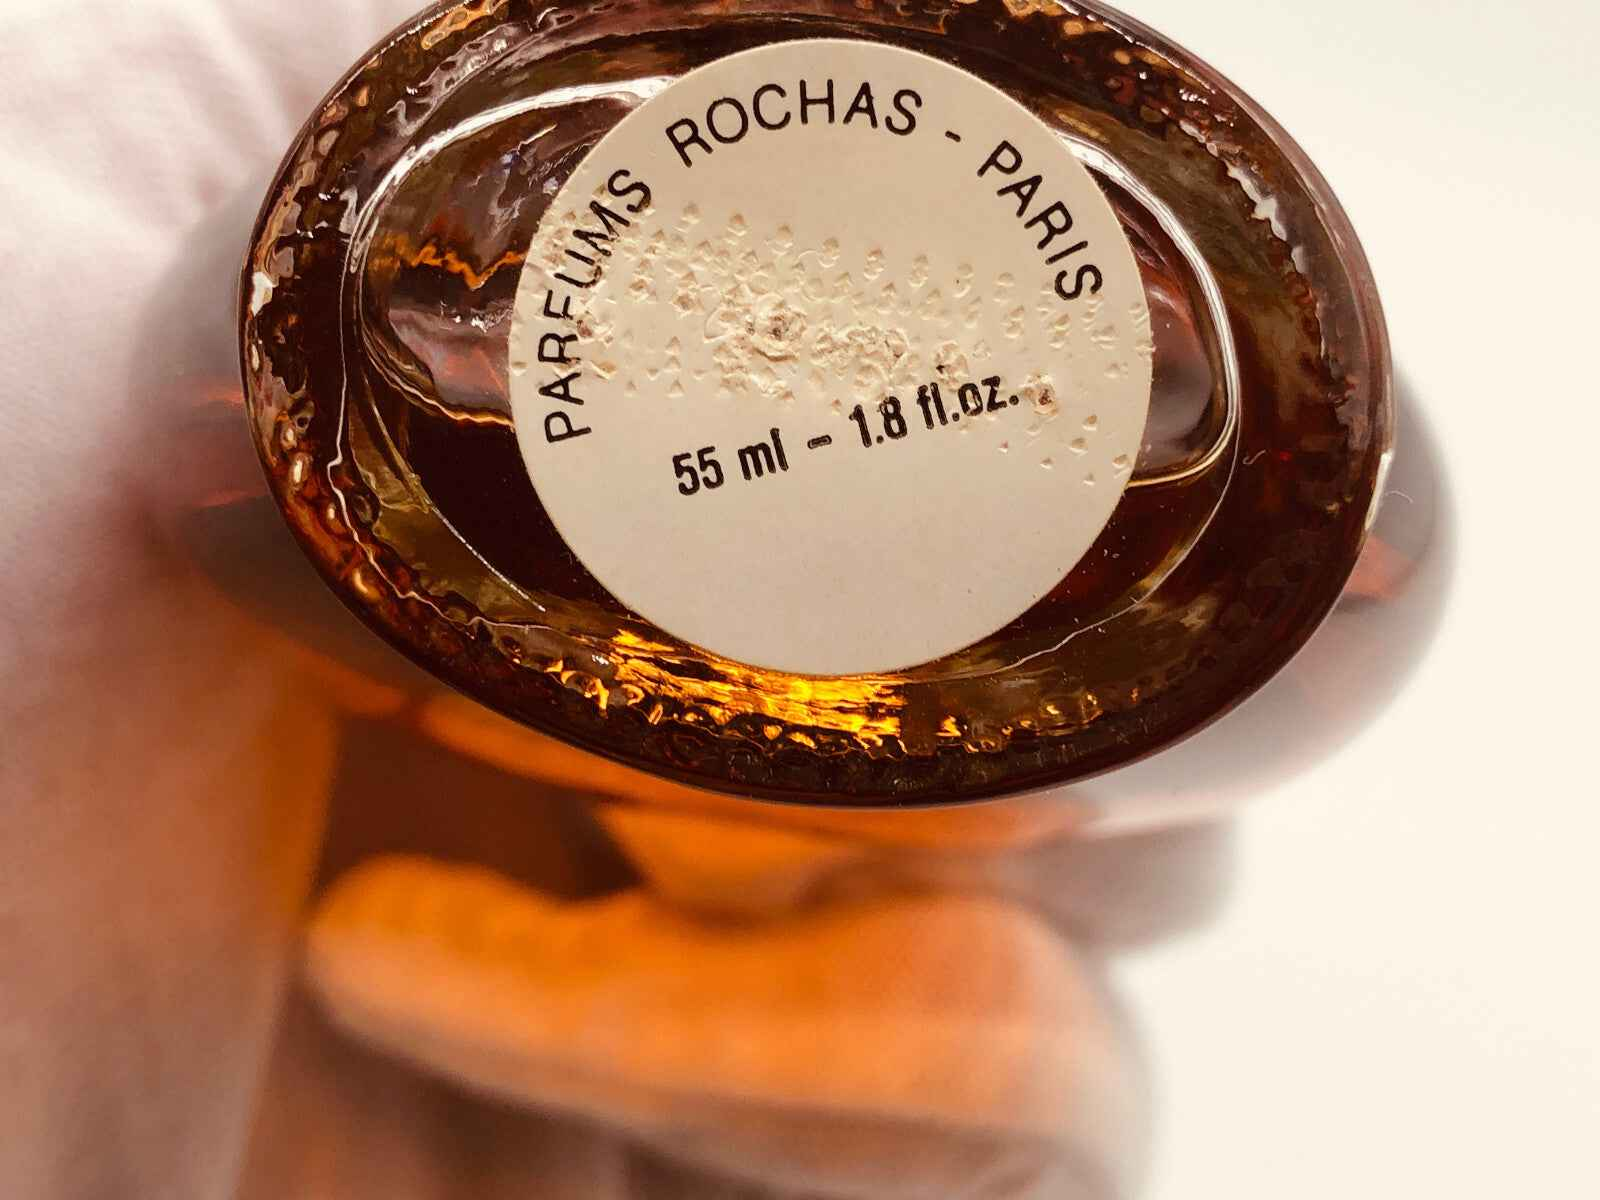 PARFUMS ROCHAS - PARIS
55 ml - 1.8 fl.oz.